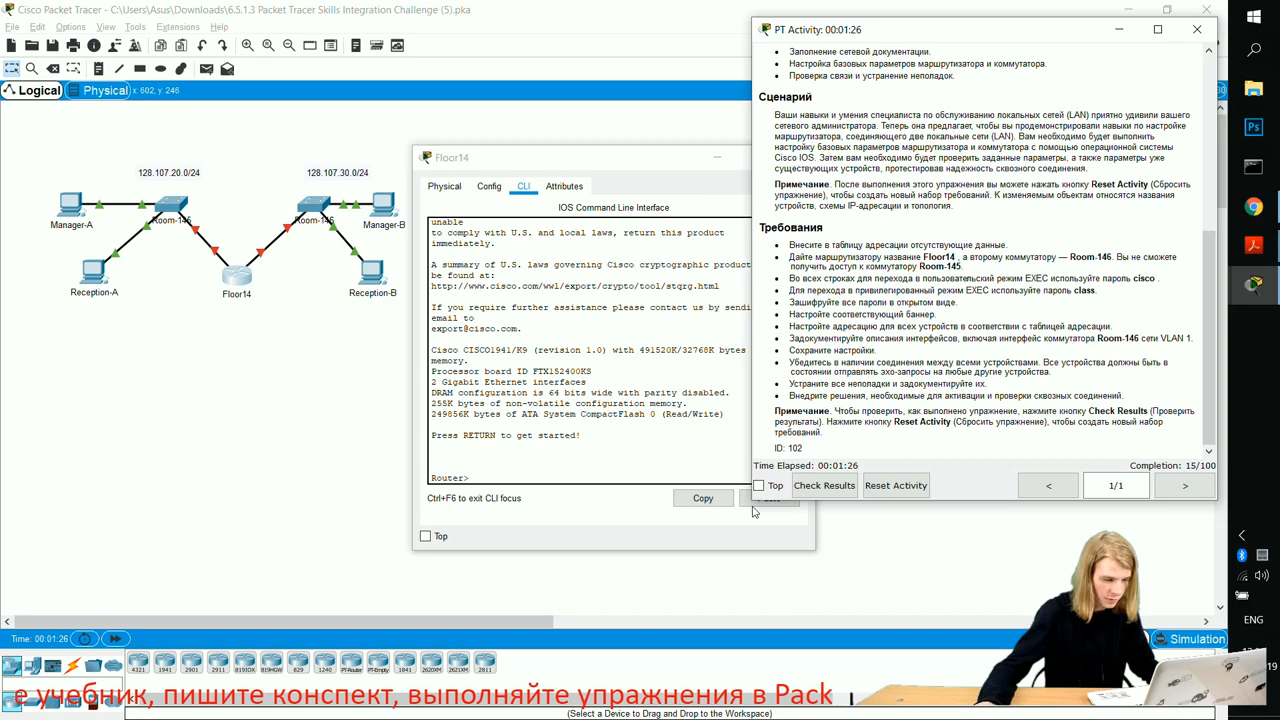 Cisco Packet Tracer - C:\Users\Asus\Downloads\6.5.1.3 Packet Tracer Skills Integration Challenge (5).pka
File Edit Options View Tools Extensions Help
Logical Physical x: 602, y: 246
128.107.20.0/24
128.107.30.0/24
Manager-A
Room-145
Room-146
Manager-B
Reception-A
Floor14
Reception-B
Floor14
Physical Config CLI Attributes
IOS Command Line Interface
unable
to comply with U.S. and local laws, return this product
immediately.
A summary of U.S. laws governing Cisco cryptographic product
be found at:
http://www.cisco.com/wwl/export/crypto/tool/stqrg.html
If you require further assistance please contact us by sendi
email to
export@cisco.com.
Cisco CISCO1941/K9 (revision 1.0) with 491520K/32768K bytes
memory.
Processor board ID FTX152400KS
2 Gigabit Ethernet interfaces
DRAM configuration is 64 bits wide with parity disabled.
255K bytes of non-volatile configuration memory.
249856K bytes of ATA System CompactFlash 0 (Read/Write)
Press RETURN to get started!
Router>
Ctrl+F6 to exit CLI focus
Copy
Top
PT Activity: 00:01:26
Заполнение сетевой документации.
Настройка базовых параметров маршрутизатора и коммутатора.
Проверка связи и устранение неполадок.
Сценарий
Ваши навыки и умения специалиста по обслуживанию локальных сетей (LAN) приятно удивили вашего
сетевого администратора. Теперь она предлагает, чтобы вы продемонстрировали навыки по настройке
маршрутизатора, соединяющего две локальные сети (LAN). Вам необходимо будет выполнить
настройку базовых параметров маршрутизатора и коммутатора с помощью операционной системы
Cisco IOS. Затем вам необходимо будет проверить заданные параметры, а также параметры уже
существующих устройств, протестировав надежность сквозного соединения.
Примечание. После выполнения этого упражнения вы можете нажать кнопку Reset Activity (Сбросить
упражнение), чтобы создать новый набор требований. К изменяемым объектам относятся названия
устройств, схемы IP-адресации и топология.
Требования
Внесите в таблицу адресации отсутствующие данные.
Дайте маршрутизатору название Floor14 , а второму коммутатору — Room-146. Вы не сможете
получить доступ к коммутатору Room-145.
Во всех строках для перехода в пользовательский режим EXEC используйте пароль cisco .
Для перехода в привилегированный режим EXEC используйте пароль class.
Зашифруйте все пароли в открытом виде.
Настройте соответствующий баннер.
Настройте адресацию для всех устройств в соответствии с таблицей адресации.
Задокументируйте описания интерфейсов, включая интерфейс коммутатора Room-146 сети VLAN 1.
Сохраните настройки.
Убедитесь в наличии соединения между всеми устройствами. Все устройства должны быть в
состоянии отправлять эхо-запросы на любые другие устройства.
Устраните все неполадки и задокументируйте их.
Внедрите решения, необходимые для активации и проверки сквозных соединений.
Примечание. Чтобы проверить, как выполнено упражнение, нажмите кнопку Check Results (Проверить
результаты). Нажмите кнопку Reset Activity (Сбросить упражнение), чтобы создать новый набор
требований.
ID: 102
Time Elapsed: 00:01:26 Completion: 15/100
Top Check Results Reset Activity < 1/1 >
ENG
Time: 00:01:26 Simulation
4321 1941 2901 2911 819IOX 819HGW 829 1240 PT-Router PT-Empty 1841 2620XM 2621XM 2811
е учебник, пишите конспект, выполняйте упражнения в Pack
(Select a Device to Drag and Drop to the Workspace)